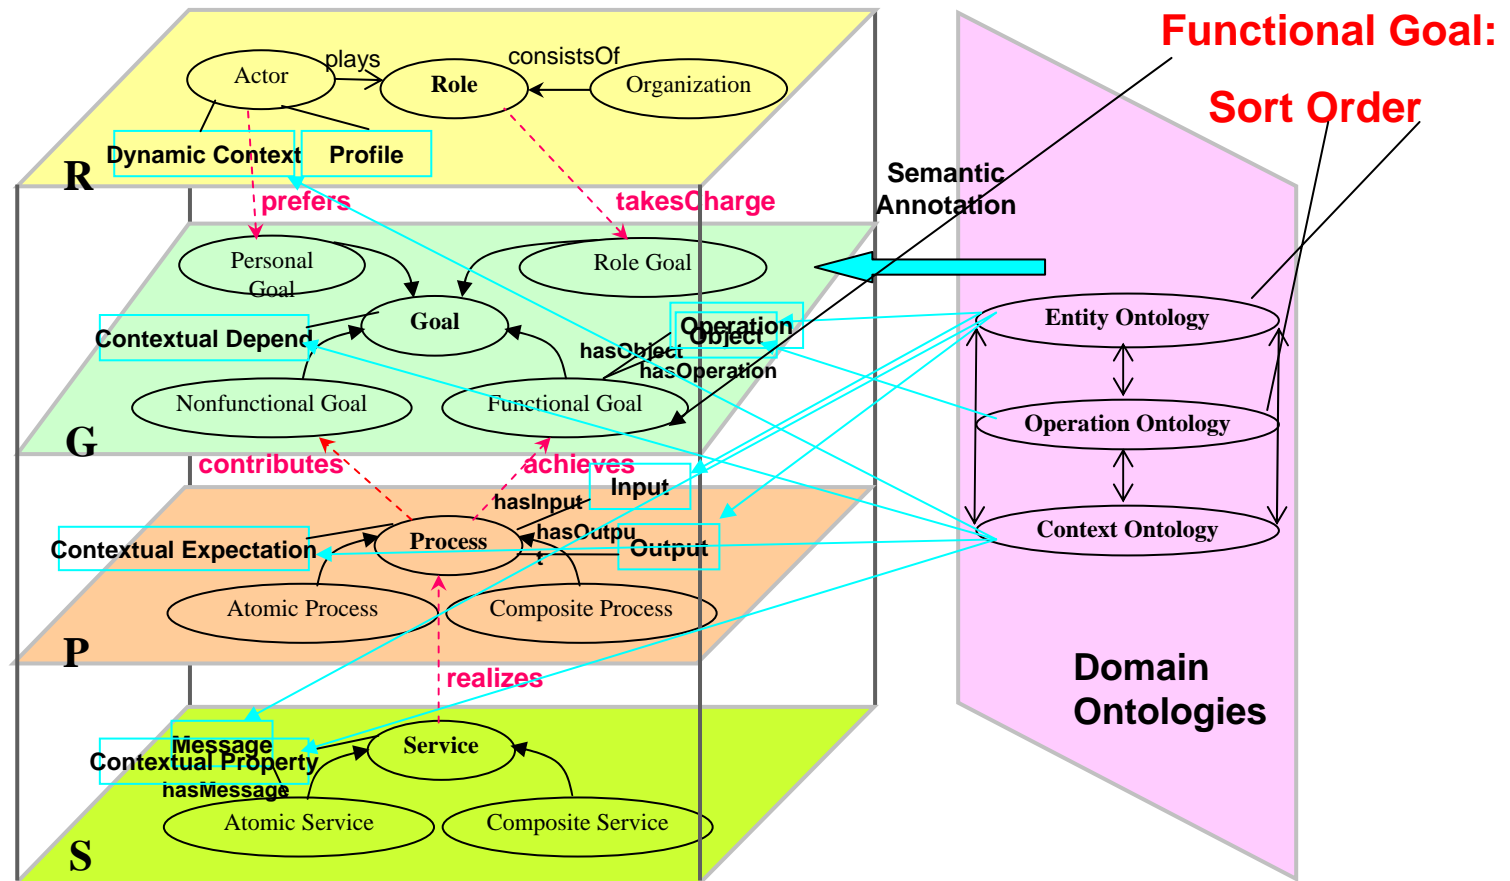 Functional Goal:
Sort Order
plays
consistsOf
Actor
Role
Organization
Dynamic Context
Profile
R
prefers
takesCharge
Semantic
Annotation
Personal
Goal
Role Goal
Goal
Contextual Depend
Operation
Object
hasObject
hasOperation
Nonfunctional Goal
Functional Goal
G
Entity Ontology
Operation Ontology
Context Ontology
contributes
achieves
Input
hasInput
Process
hasOutpu
t
Output
Contextual Expectation
Atomic Process
Composite Process
P
realizes
Domain
Ontologies
Message
Service
Contextual Property
hasMessage
Atomic Service
Composite Service
S